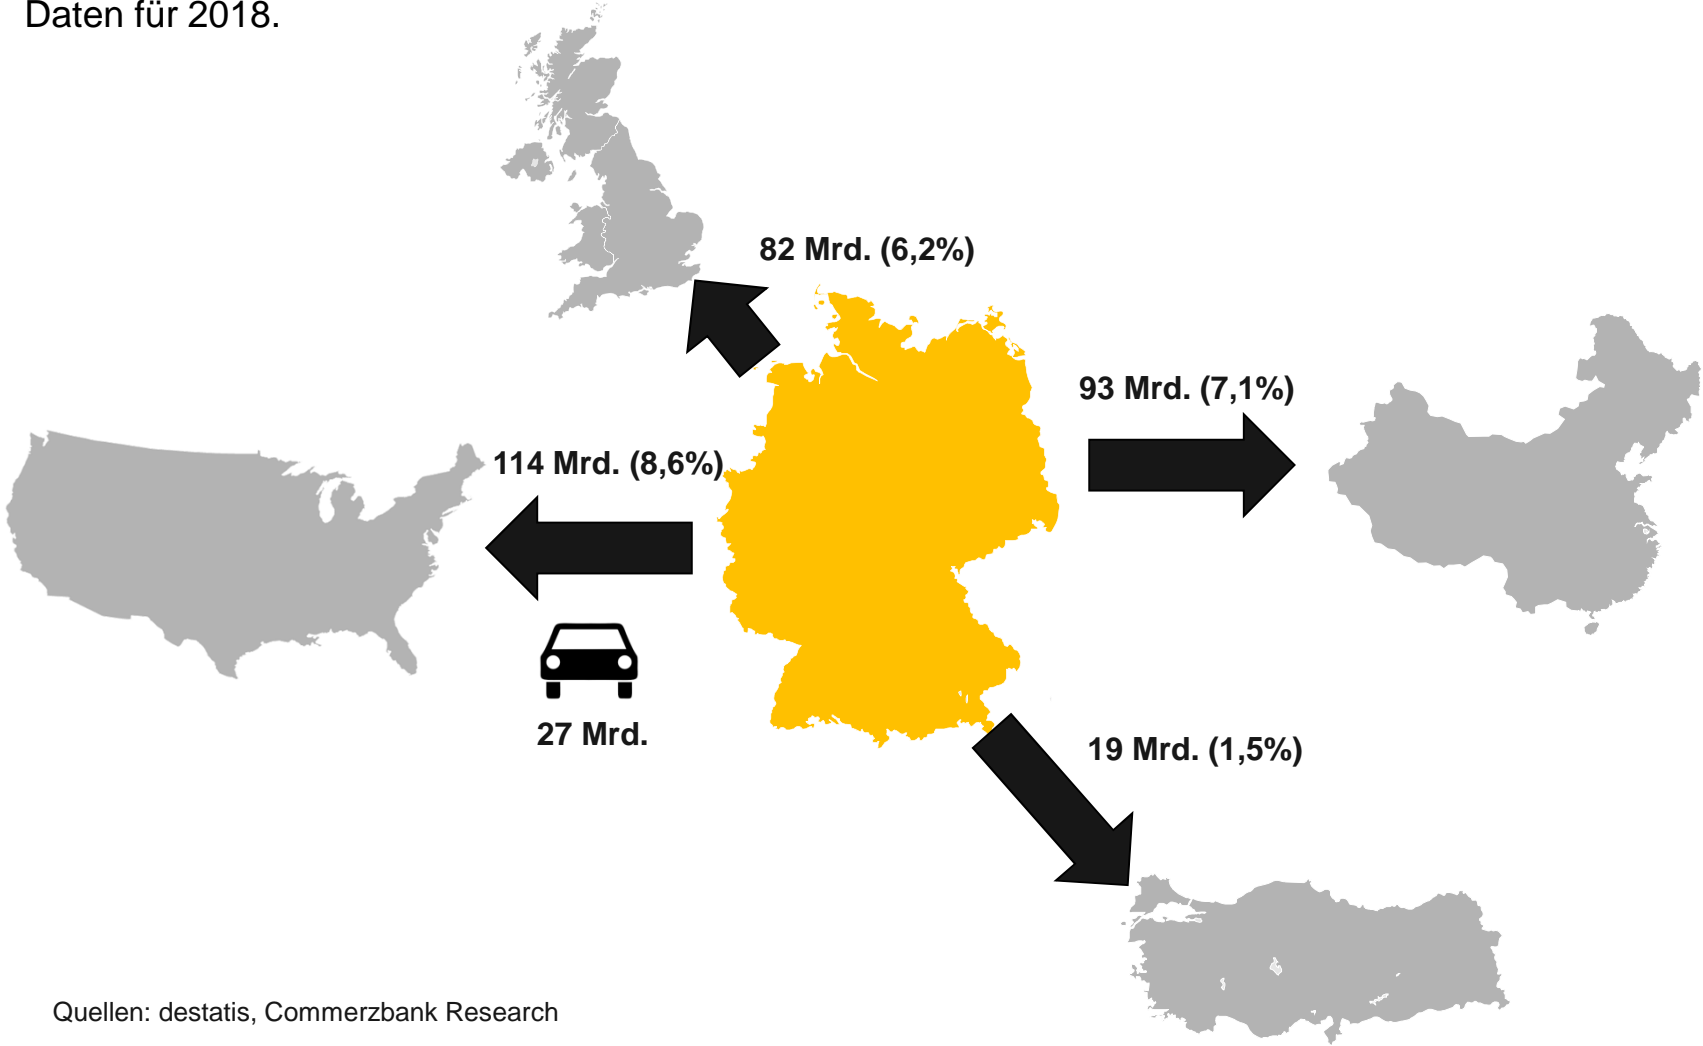 Daten für 2018.
82 Mrd. (6,2%)
93 Mrd. (7,1%)
114 Mrd. (8,6%)
27 Mrd.
19 Mrd. (1,5%)
Quellen: destatis, Commerzbank Research